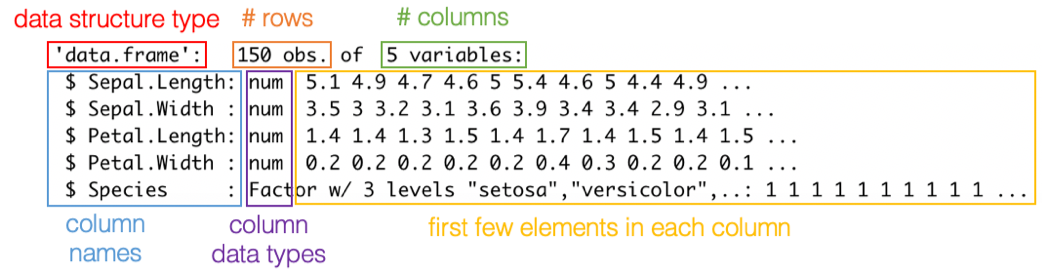 data structure type # rows # columns
'data.frame': 150 obs. of 5 variables:
$ Sepal.Length: num 5.1 4.9 4.7 4.6 5 5.4 4.6 5 4.4 4.9 ...
$ Sepal.Width : num 3.5 3 3.2 3.1 3.6 3.9 3.4 3.4 2.9 3.1 ...
$ Petal.Length: num 1.4 1.4 1.3 1.5 1.4 1.7 1.4 1.5 1.4 1.5 ...
$ Petal.Width : num 0.2 0.2 0.2 0.2 0.2 0.4 0.3 0.2 0.2 0.1 ...
$ Species : Factor w/ 3 levels "setosa","versicolor",..: 1 1 1 1 1 1 1 1 1 1 ...
column
names
column
data types
first few elements in each column